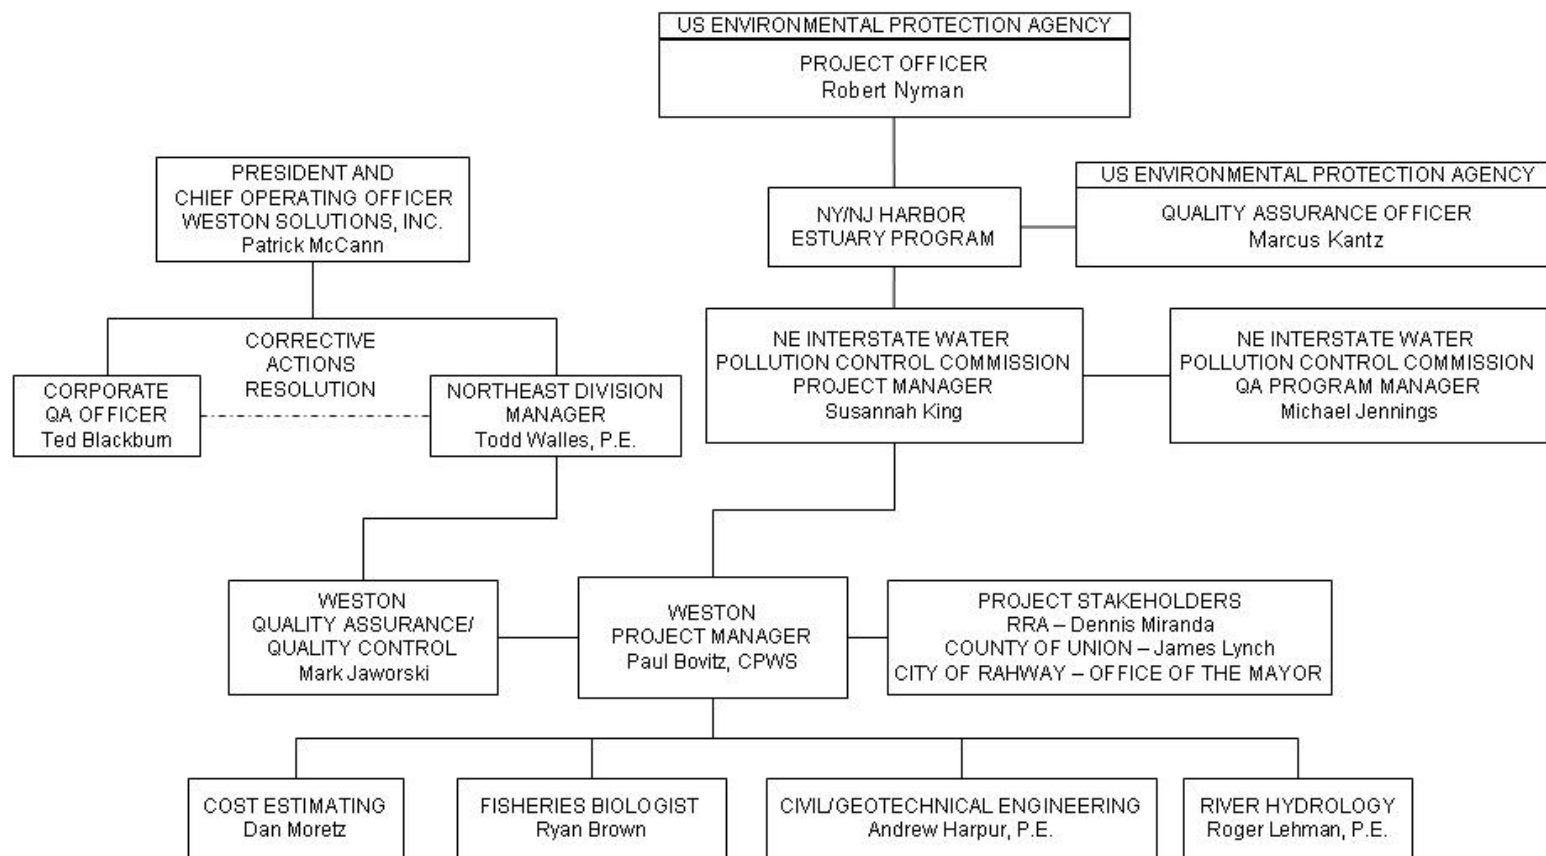 US ENVIRONMENTAL PROTECTION AGENCY
PROJECT OFFICER
Robert Nyman
PRESIDENT AND
CHIEF OPERATING OFFICER
WESTON SOLUTIONS, INC.
Patrick McCann
NY/NJ HARBOR
ESTUARY PROGRAM
US ENVIRONMENTAL PROTECTION AGENCY
QUALITY ASSURANCE OFFICER
Marcus Kantz
CORRECTIVE
ACTIONS
RESOLUTION
CORPORATE
QA OFFICER
Ted Blackburn
NORTHEAST DIVISION
MANAGER
Todd Walles, P.E.
NE INTERSTATE WATER
POLLUTION CONTROL COMMISSION
PROJECT MANAGER
Susannah King
NE INTERSTATE WATER
POLLUTION CONTROL COMMISSION
QA PROGRAM MANAGER
Michael Jennings
WESTON
QUALITY ASSURANCE/
QUALITY CONTROL
Mark Jaworski
WESTON
PROJECT MANAGER
Paul Bovitz, CPWS
PROJECT STAKEHOLDERS
RRA – Dennis Miranda
COUNTY OF UNION – James Lynch
CITY OF RAHWAY – OFFICE OF THE MAYOR
COST ESTIMATING
Dan Moretz
FISHERIES BIOLOGIST
Ryan Brown
CIVIL/GEOTECHNICAL ENGINEERING
Andrew Harpur, P.E.
RIVER HYDROLOGY
Roger Lehman, P.E.